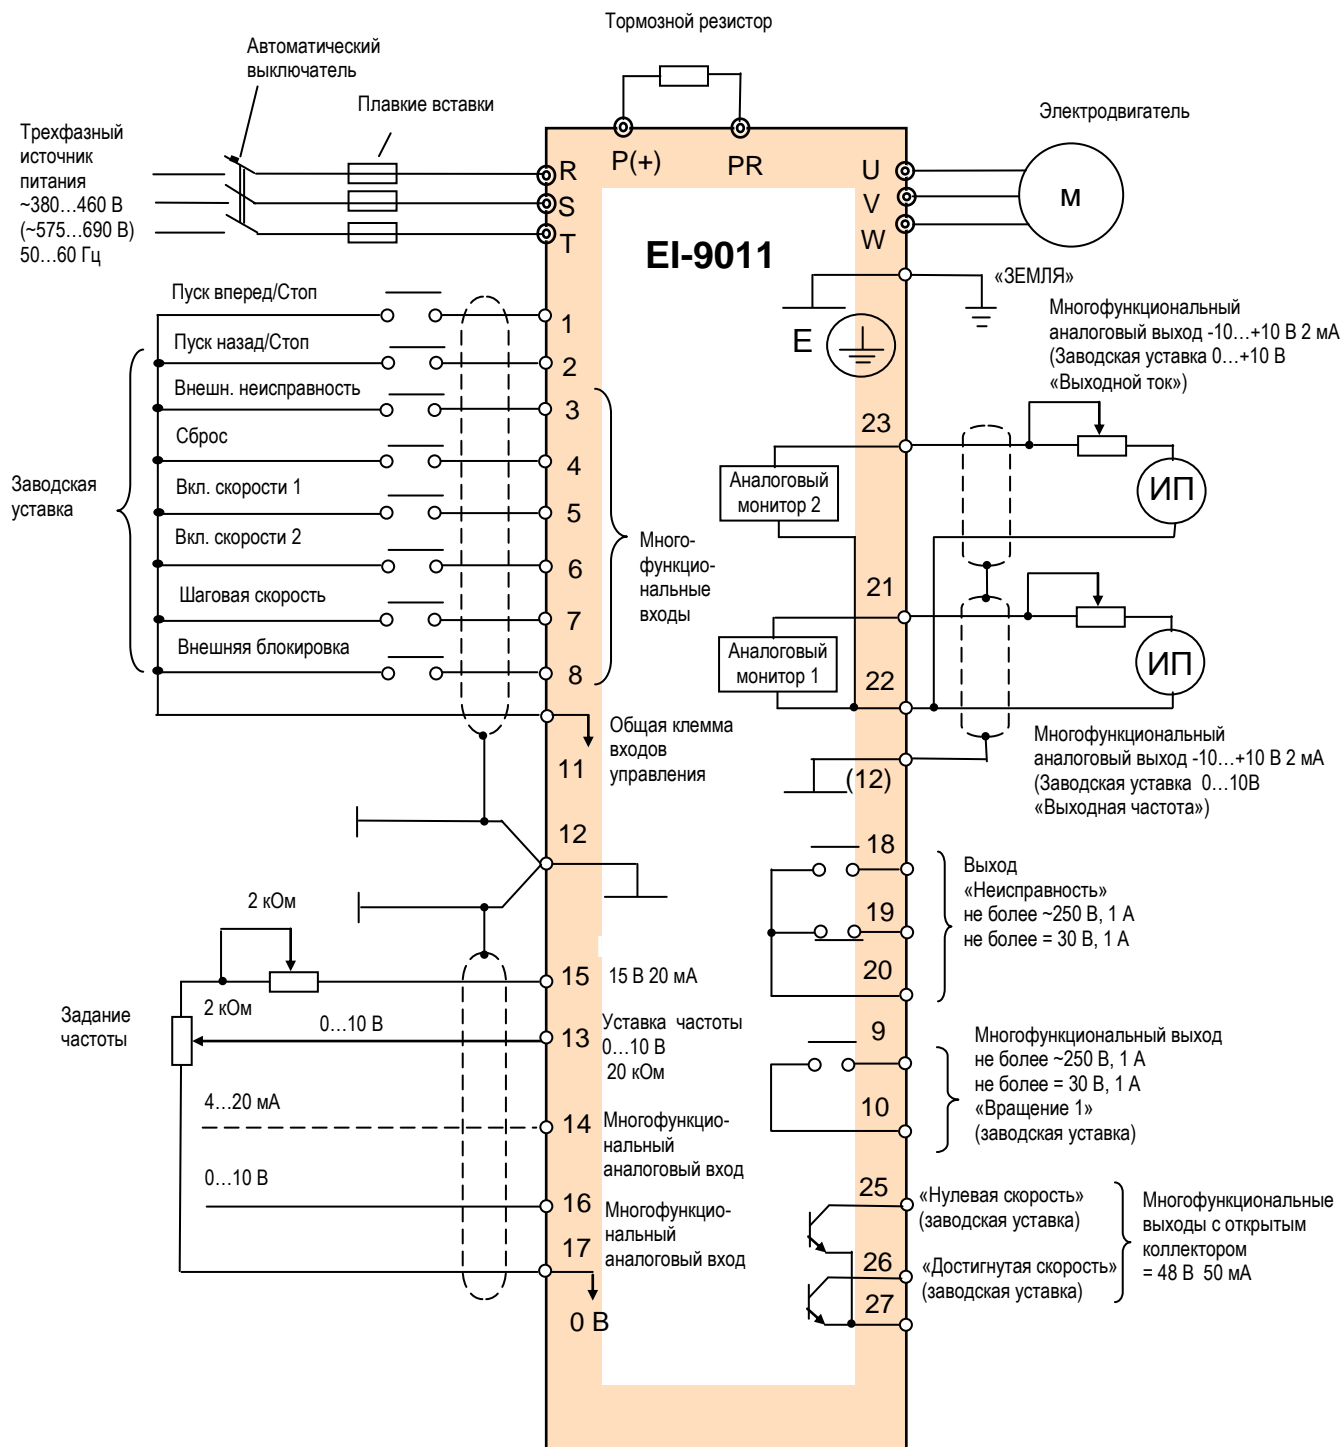 Тормозной резистор
Автоматический
выключатель
Плавкие вставки
Электродвигатель
Трехфазный
источник
питания
~380...460 В
(~575...690 В)
50...60 Гц
P(+)
PR
R
S
T
U
V
W
М
EI-9011
«ЗЕМЛЯ»
E
Пуск вперед/Стоп
1
Пуск назад/Стоп
2
Внешн. неисправность
3
Сброс
4
Вкл. скорости 1
5
Вкл. скорости 2
6
Шаговая скорость
7
Внешняя блокировка
8
Заводская
уставка
Много-
функцио-
нальные
входы
Общая клемма
входов
управления
11
12
Многофункциональный
аналоговый выход -10...+10 В 2 мА
(Заводская уставка 0...+10 В
«Выходной ток»)
23
Аналоговый
монитор 2
ИП
21
Аналоговый
монитор 1
22
ИП
(12)
Многофункциональный
аналоговый выход -10...+10 В 2 мА
(Заводская уставка 0...10В
«Выходная частота»)
18
19
20
Выход
«Неисправность»
не более ~250 В, 1 А
не более = 30 В, 1 А
2 кОм
15
15 В 20 мА
Задание
частоты
2 кОм
0...10 В
13
Уставка частоты
0...10 В
20 кОм
4...20 мА
14
Многофункцио-
нальный
аналоговый вход
0...10 В
16
Многофункцио-
нальный
аналоговый вход
17
0 В
9
10
Многофункциональный выход
не более ~250 В, 1 А
не более = 30 В, 1 А
«Вращение 1»
(заводская уставка)
25
«Нулевая скорость»
(заводская уставка)
26
«Достигнутая скорость»
(заводская уставка)
27
Многофункциональные
выходы с открытым
коллектором
= 48 В 50 мА